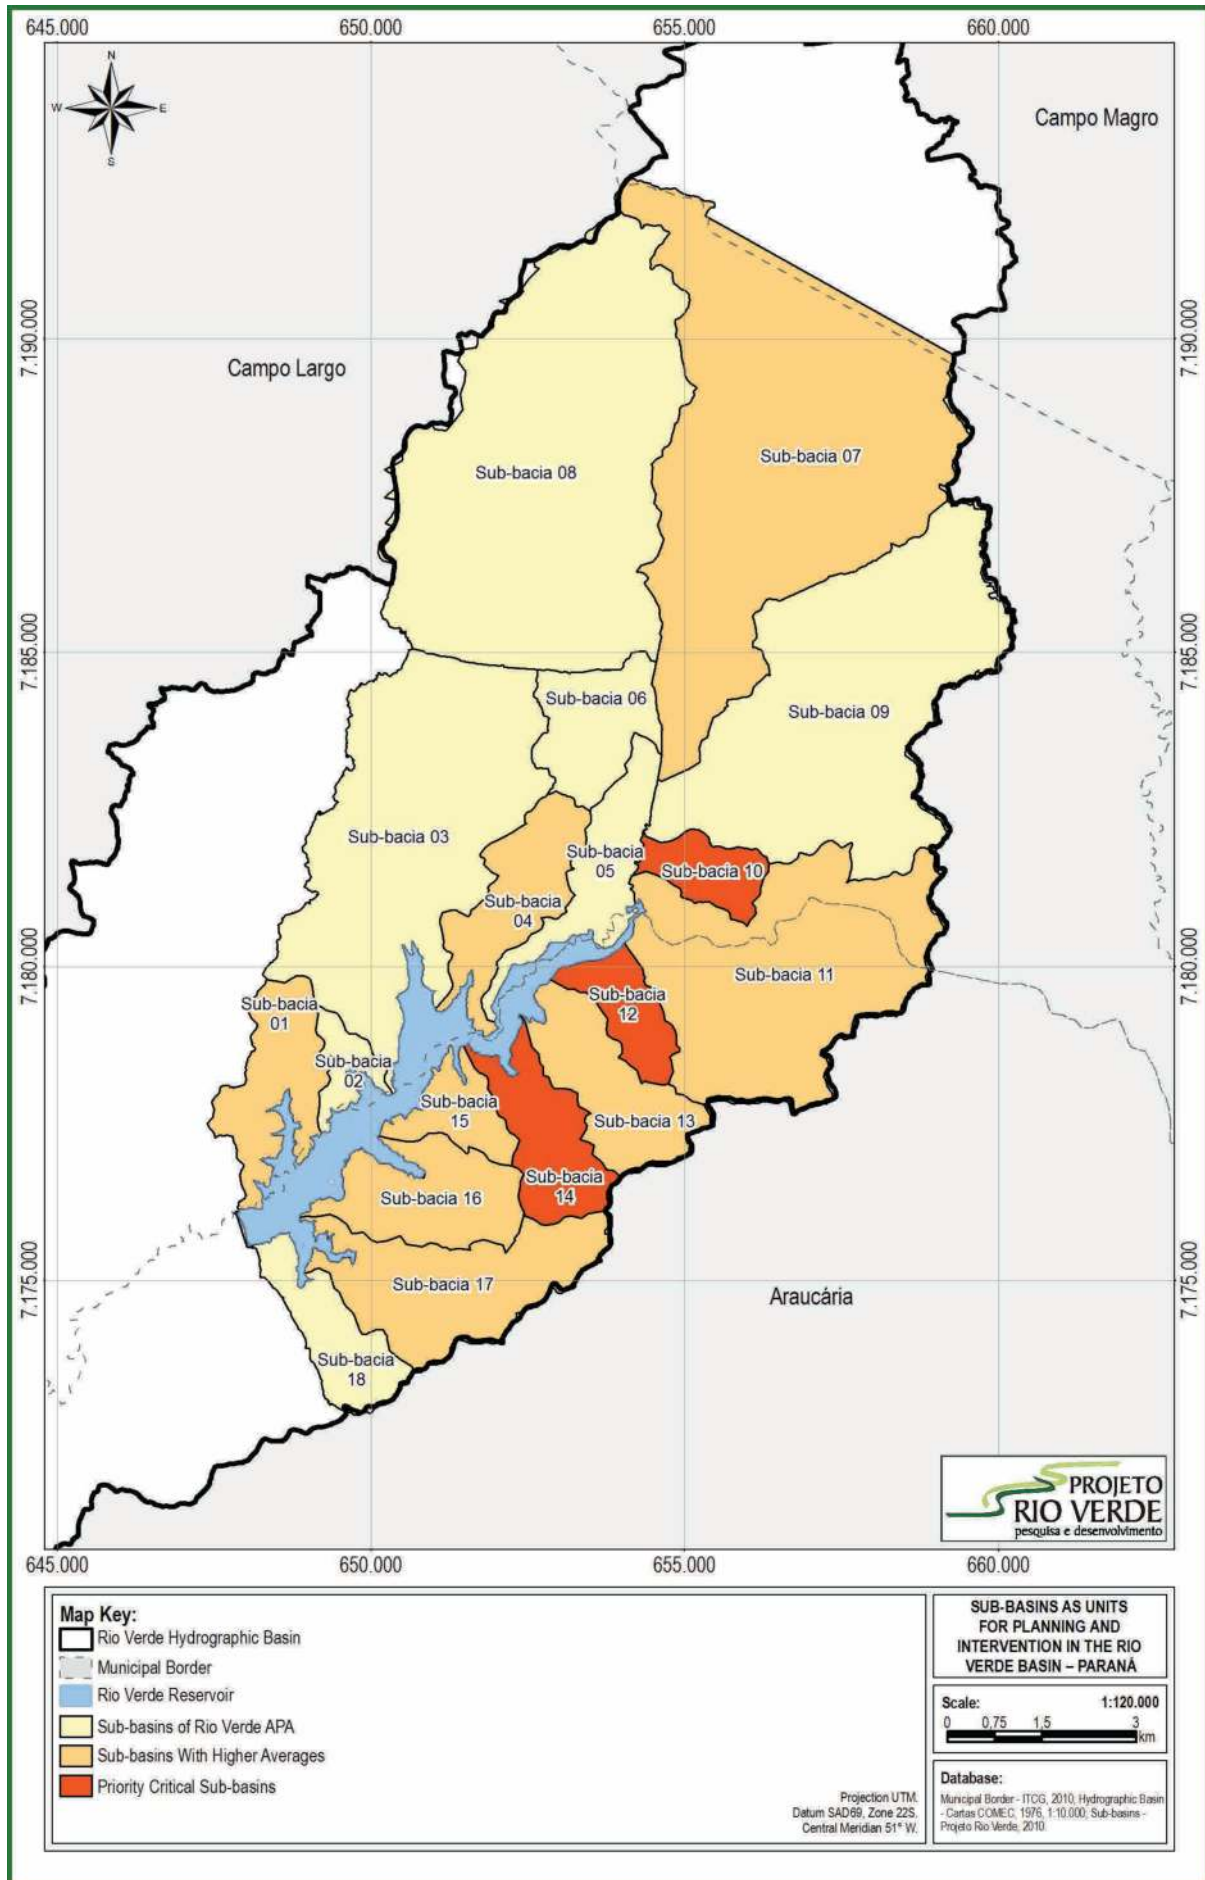 645.000
650.000
655.000
660.000
N
W
E
S
Campo Magro
7.190.000
7.190.000
Campo Largo
Sub-bacia 07
Sub-bacia 08
7.185.000
7.185.000
Sub-bacia 06
Sub-bacia 09
Sub-bacia 03
Sub-bacia
05
Sub-bacia 10
Sub-bacia
04
7.180.000
7.180.000
Sub-bacia 11
Sub-bacia
01
Sub-bacia
12
Sub-bacia
02
Sub-bacia
15
Sub-bacia 13
Sub-bacia
14
Sub-bacia 16
7.175.000
7.175.000
Sub-bacia 17
Araucária
Sub-bacia
18
PROJETO
RIO VERDE
pesquisa e desenvolvimento
645.000
650.000
655.000
660.000
Map Key:
Rio Verde Hydrographic Basin
Municipal Border
Rio Verde Reservoir
Sub-basins of Rio Verde APA
Sub-basins With Higher Averages
Priority Critical Sub-basins
Projection UTM.
Datum SAD69, Zone 22S.
Central Meridian 51° W.
SUB-BASINS AS UNITS
FOR PLANNING AND
INTERVENTION IN THE RIO
VERDE BASIN – PARANÁ
Scale: 1:120.000
0 0,75 1,5 3
km
Database:
Municipal Border - ITCG, 2010, Hydrographic Basin
- Cartas COMEC, 1976, 1:10.000; Sub-basins -
Projeto Rio Verde, 2010.